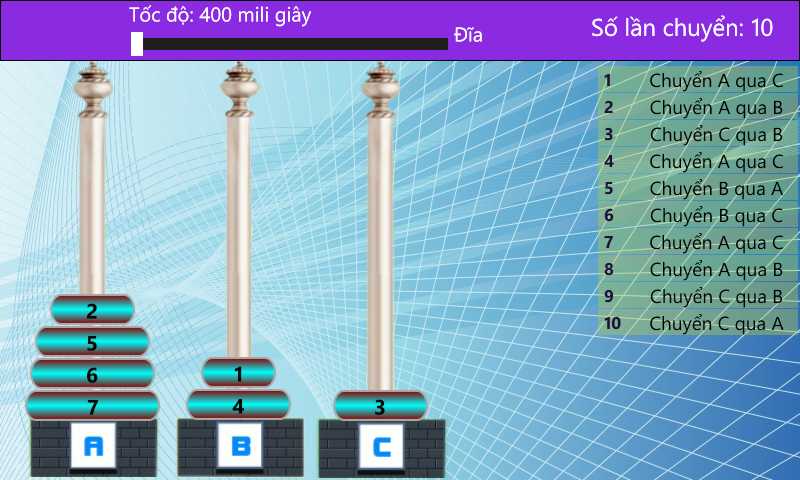 Tốc độ: 400 mili giây
Đĩa
Số lần chuyển: 10
1 Chuyển A qua C
2 Chuyển A qua B
3 Chuyển C qua B
4 Chuyển A qua C
5 Chuyển B qua A
6 Chuyển B qua C
7 Chuyển A qua C
8 Chuyển A qua B
9 Chuyển C qua B
10 Chuyển C qua A
2
5
6
7
A
1
4
B
3
C